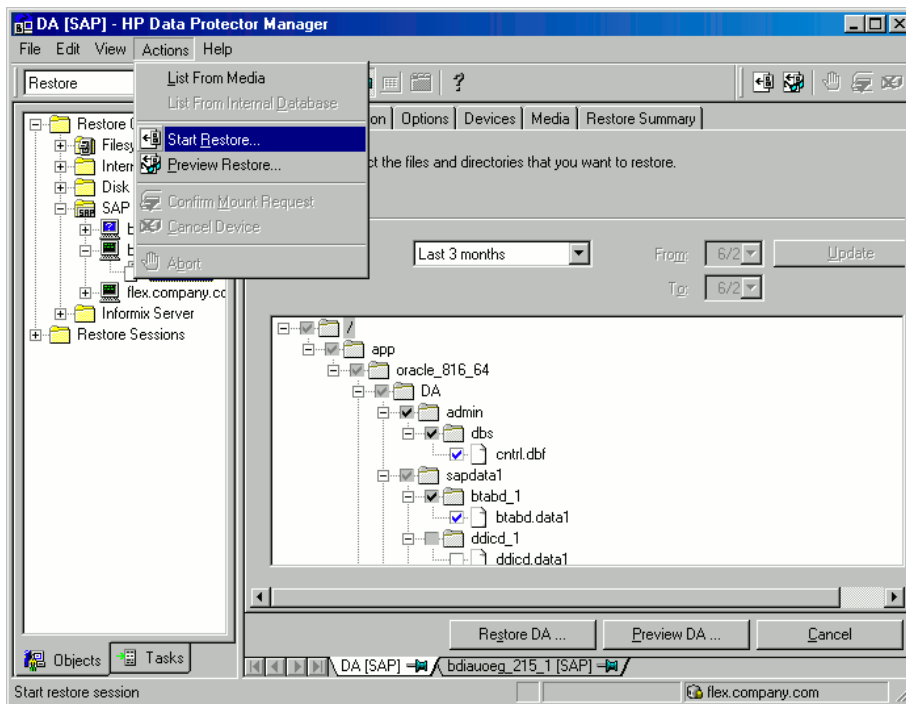 DA [SAP] - HP Data Protector Manager
File Edit View Actions Help
Restore
List From Media
List From Internal Database
Start Restore...
Preview Restore...
Confirm Mount Request
Cancel Device
Abort
on Options Devices Media Restore Summary
ct the files and directories that you want to restore.
Last 3 months
From: 6/2
Update
To: 6/2
Restore
Filesy
Intern
Disk
SAP
flex.company.co
Informix Server
Restore Sessions
/
app
oracle_816_64
DA
admin
dbs
cntrl.dbf
sapdata1
btabd_1
btabd.data1
ddicd_1
ddicd.data1
Restore DA ...
Preview DA ...
Cancel
Objects
Tasks
DA [SAP]
bdiauoeg_215_1 [SAP]
Start restore session
flex.company.com